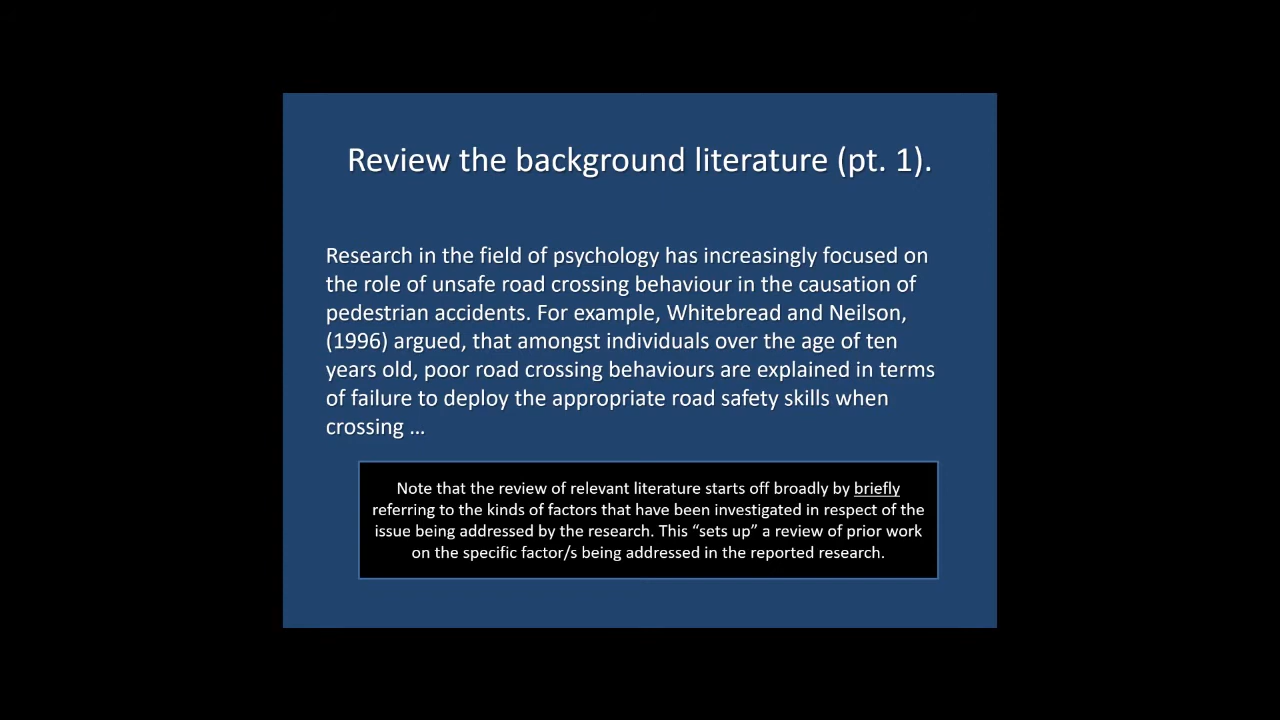 Review the background literature (pt. 1).
Research in the field of psychology has increasingly focused on
the role of unsafe road crossing behaviour in the causation of
pedestrian accidents. For example, Whitebread and Neilson,
(1996) argued, that amongst individuals over the age of ten
years old, poor road crossing behaviours are explained in terms
of failure to deploy the appropriate road safety skills when
crossing …
Note that the review of relevant literature starts off broadly by briefly
referring to the kinds of factors that have been investigated in respect of the
issue being addressed by the research. This “sets up” a review of prior work
on the specific factor/s being addressed in the reported research.